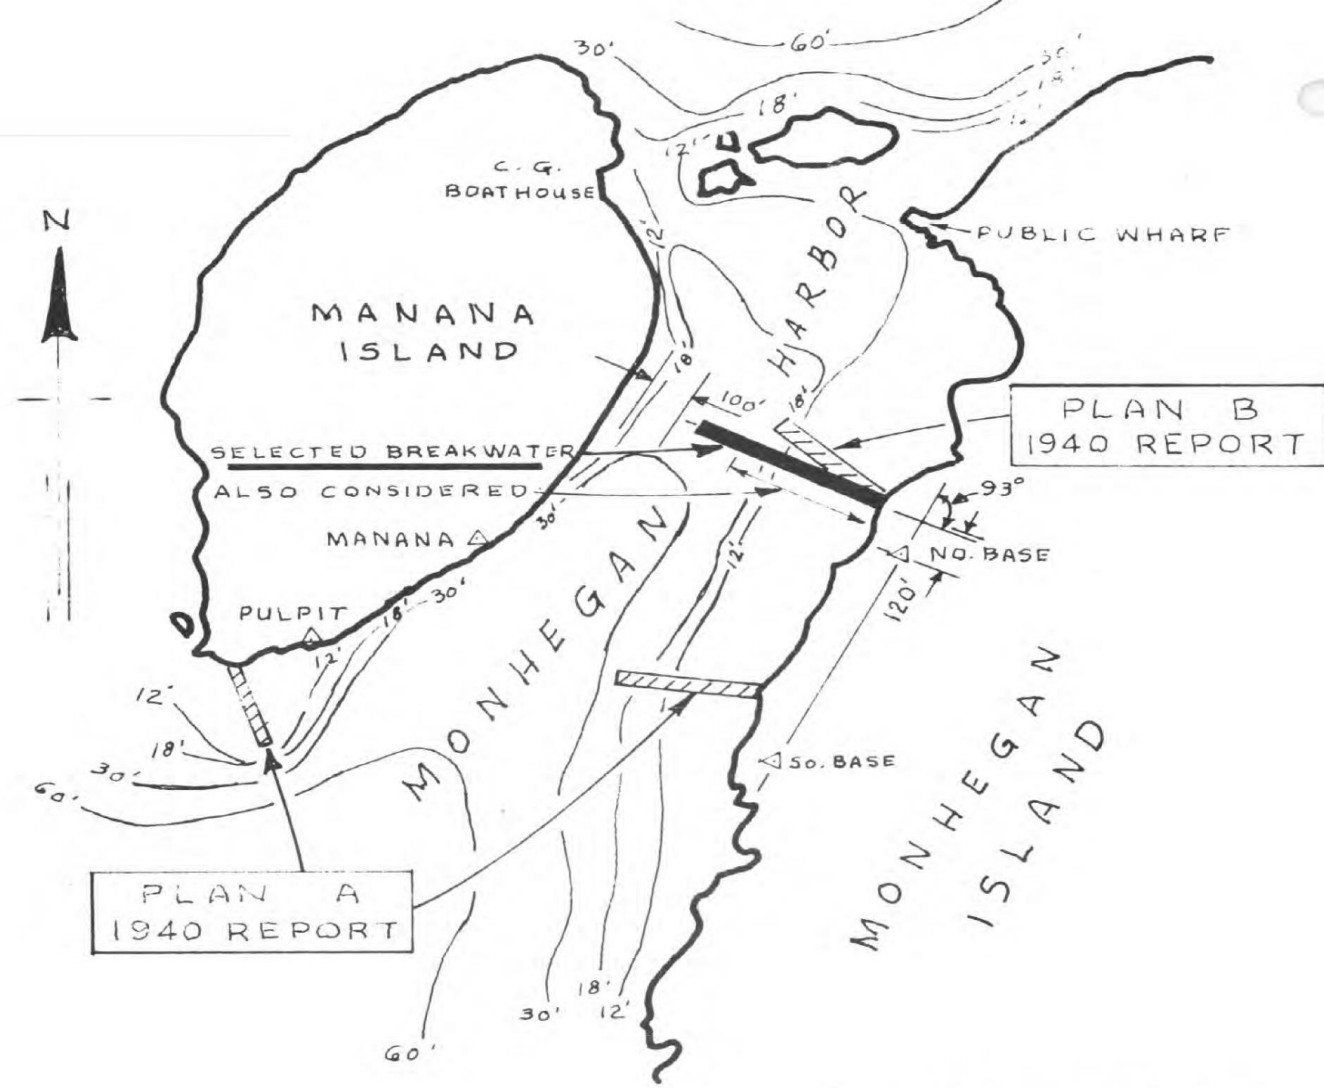 60'
30'
30'
18'
18'
12'
C. G.
BOATHOUSE
N
12'
PUBLIC WHARF
HARBOR
MANANA
ISLAND
18'
100'
18'
PLAN B
1940 REPORT
SELECTED BREAKWATER
ALSO CONSIDERED
93°
30'
12'
MANANA
NO. BASE
120'
PULPIT
18'
30'
12'
MONHEGAN
12'
18'
30'
60'
SO. BASE
MONHEGAN
ISLAND
PLAN A
1940 REPORT
18'
30'
12'
60'